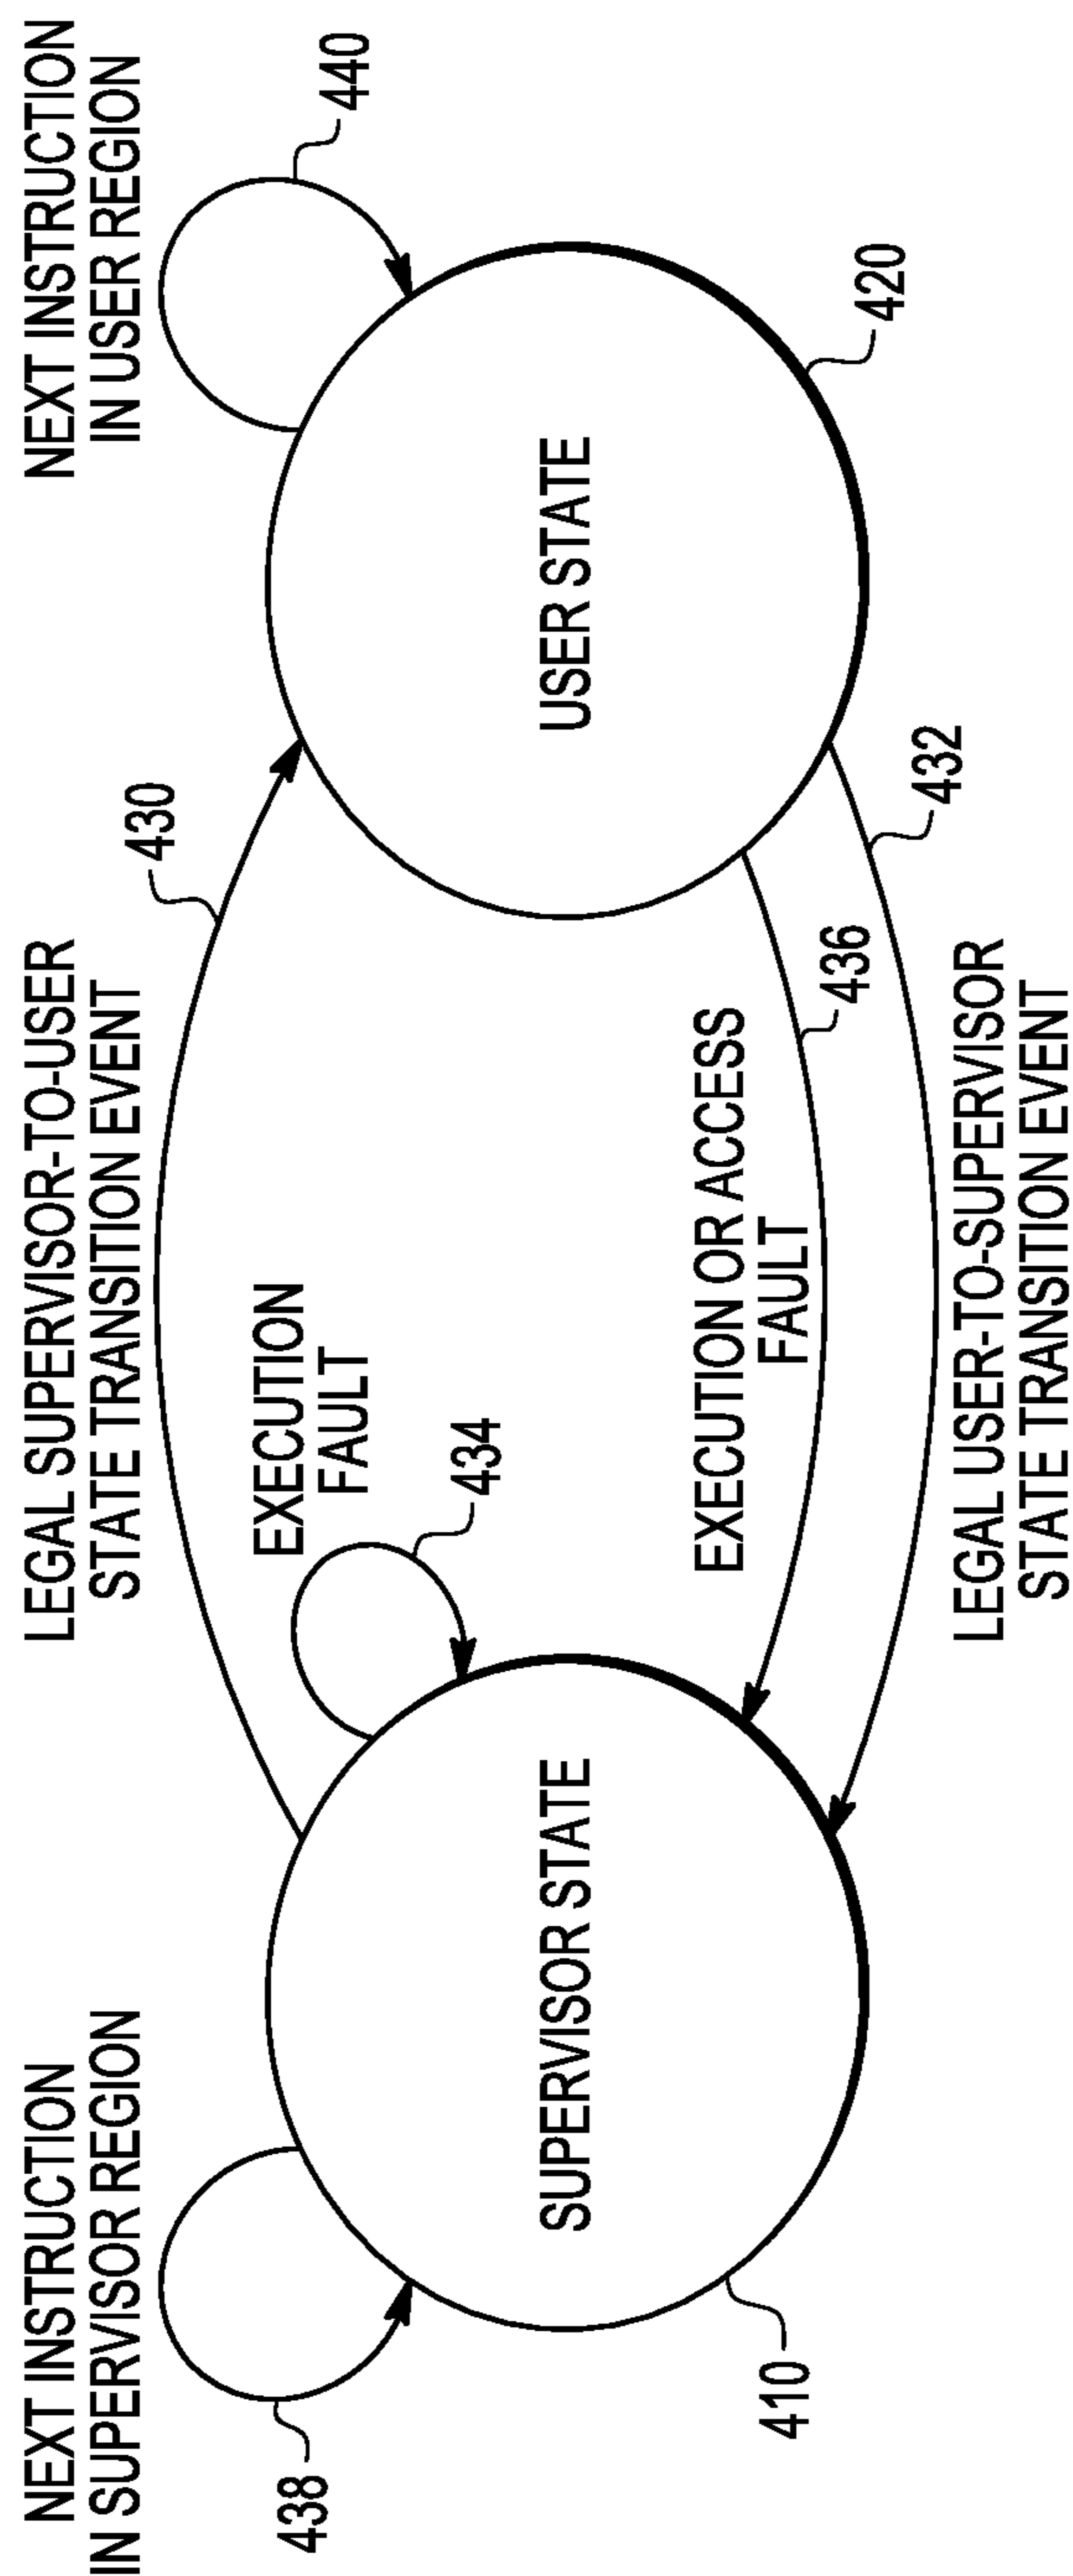 NEXT INSTRUCTION
IN SUPERVISOR REGION
438
SUPERVISOR STATE
410
LEGAL SUPERVISOR-TO-USER
STATE TRANSITION EVENT
430
EXECUTION
FAULT
434
EXECUTION OR ACCESS
FAULT
436
432
LEGAL USER-TO-SUPERVISOR
STATE TRANSITION EVENT
NEXT INSTRUCTION
IN USER REGION
440
USER STATE
420